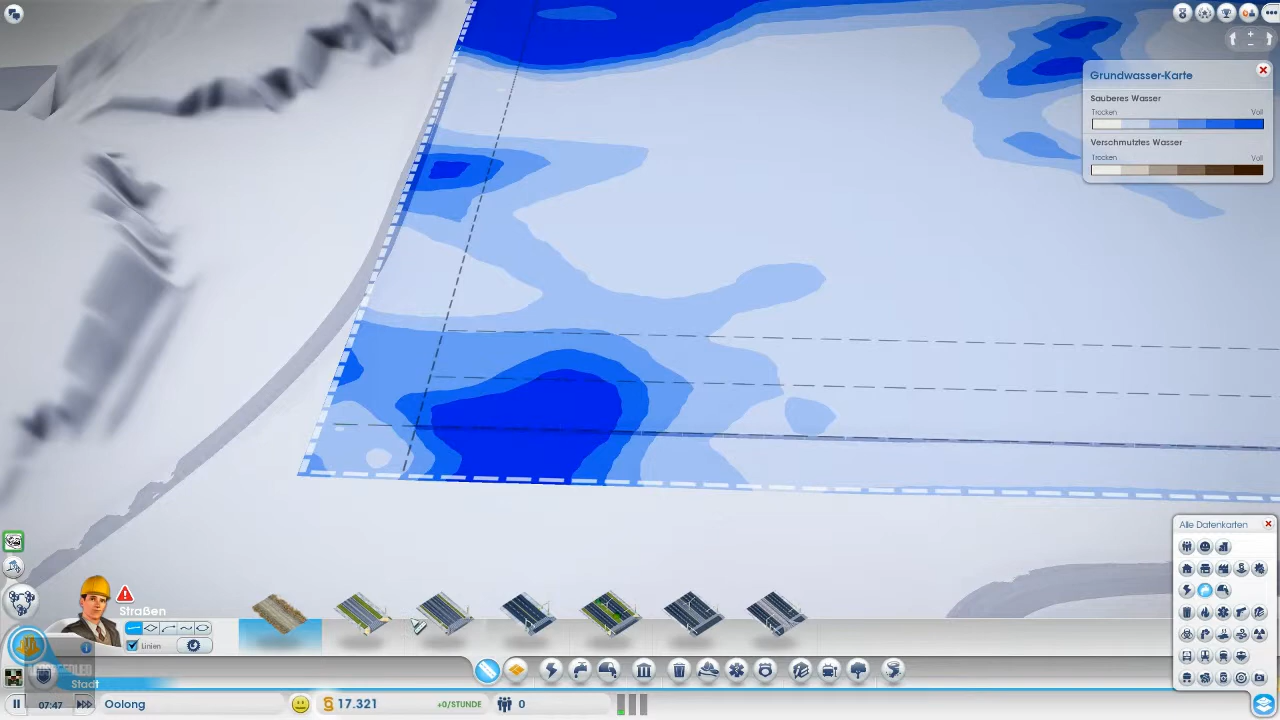 Grundwasser-Karte
Sauberes Wasser
Trocken Voll
Verschmutztes Wasser
Trocken Voll
Alle Datenkarten
Straßen
Linien
Stadt
07:47
Oolong
17.321
+0/STUNDE
0